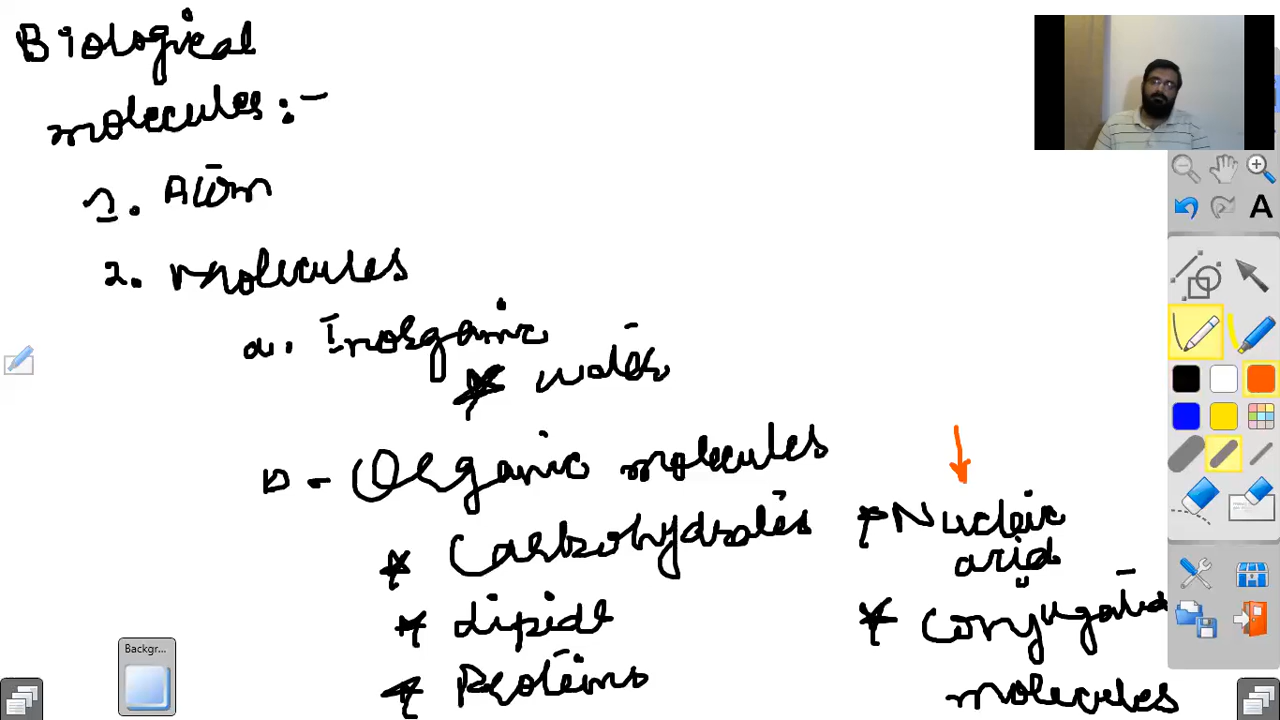 Biological
molecules :-
1. Atom
2. Molecules
a. Inorganic
* water
b - Organic molecules
* Carbohydrates
* Lipids
* Proteins
* Nucleic
acid
* Conjugated
molecules
A
Backgr...